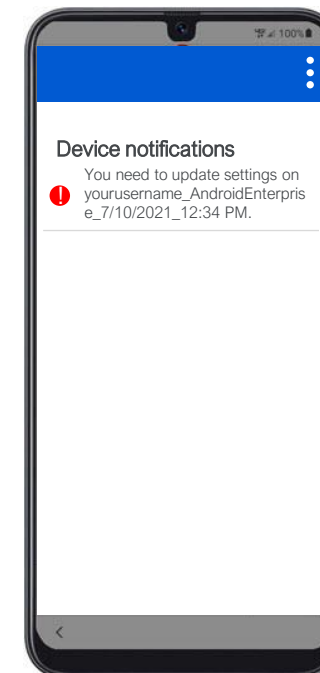 100%
Device notifications
You need to update settings on
yourusername_AndroidEnterpris
e_7/10/2021_12:34 PM.